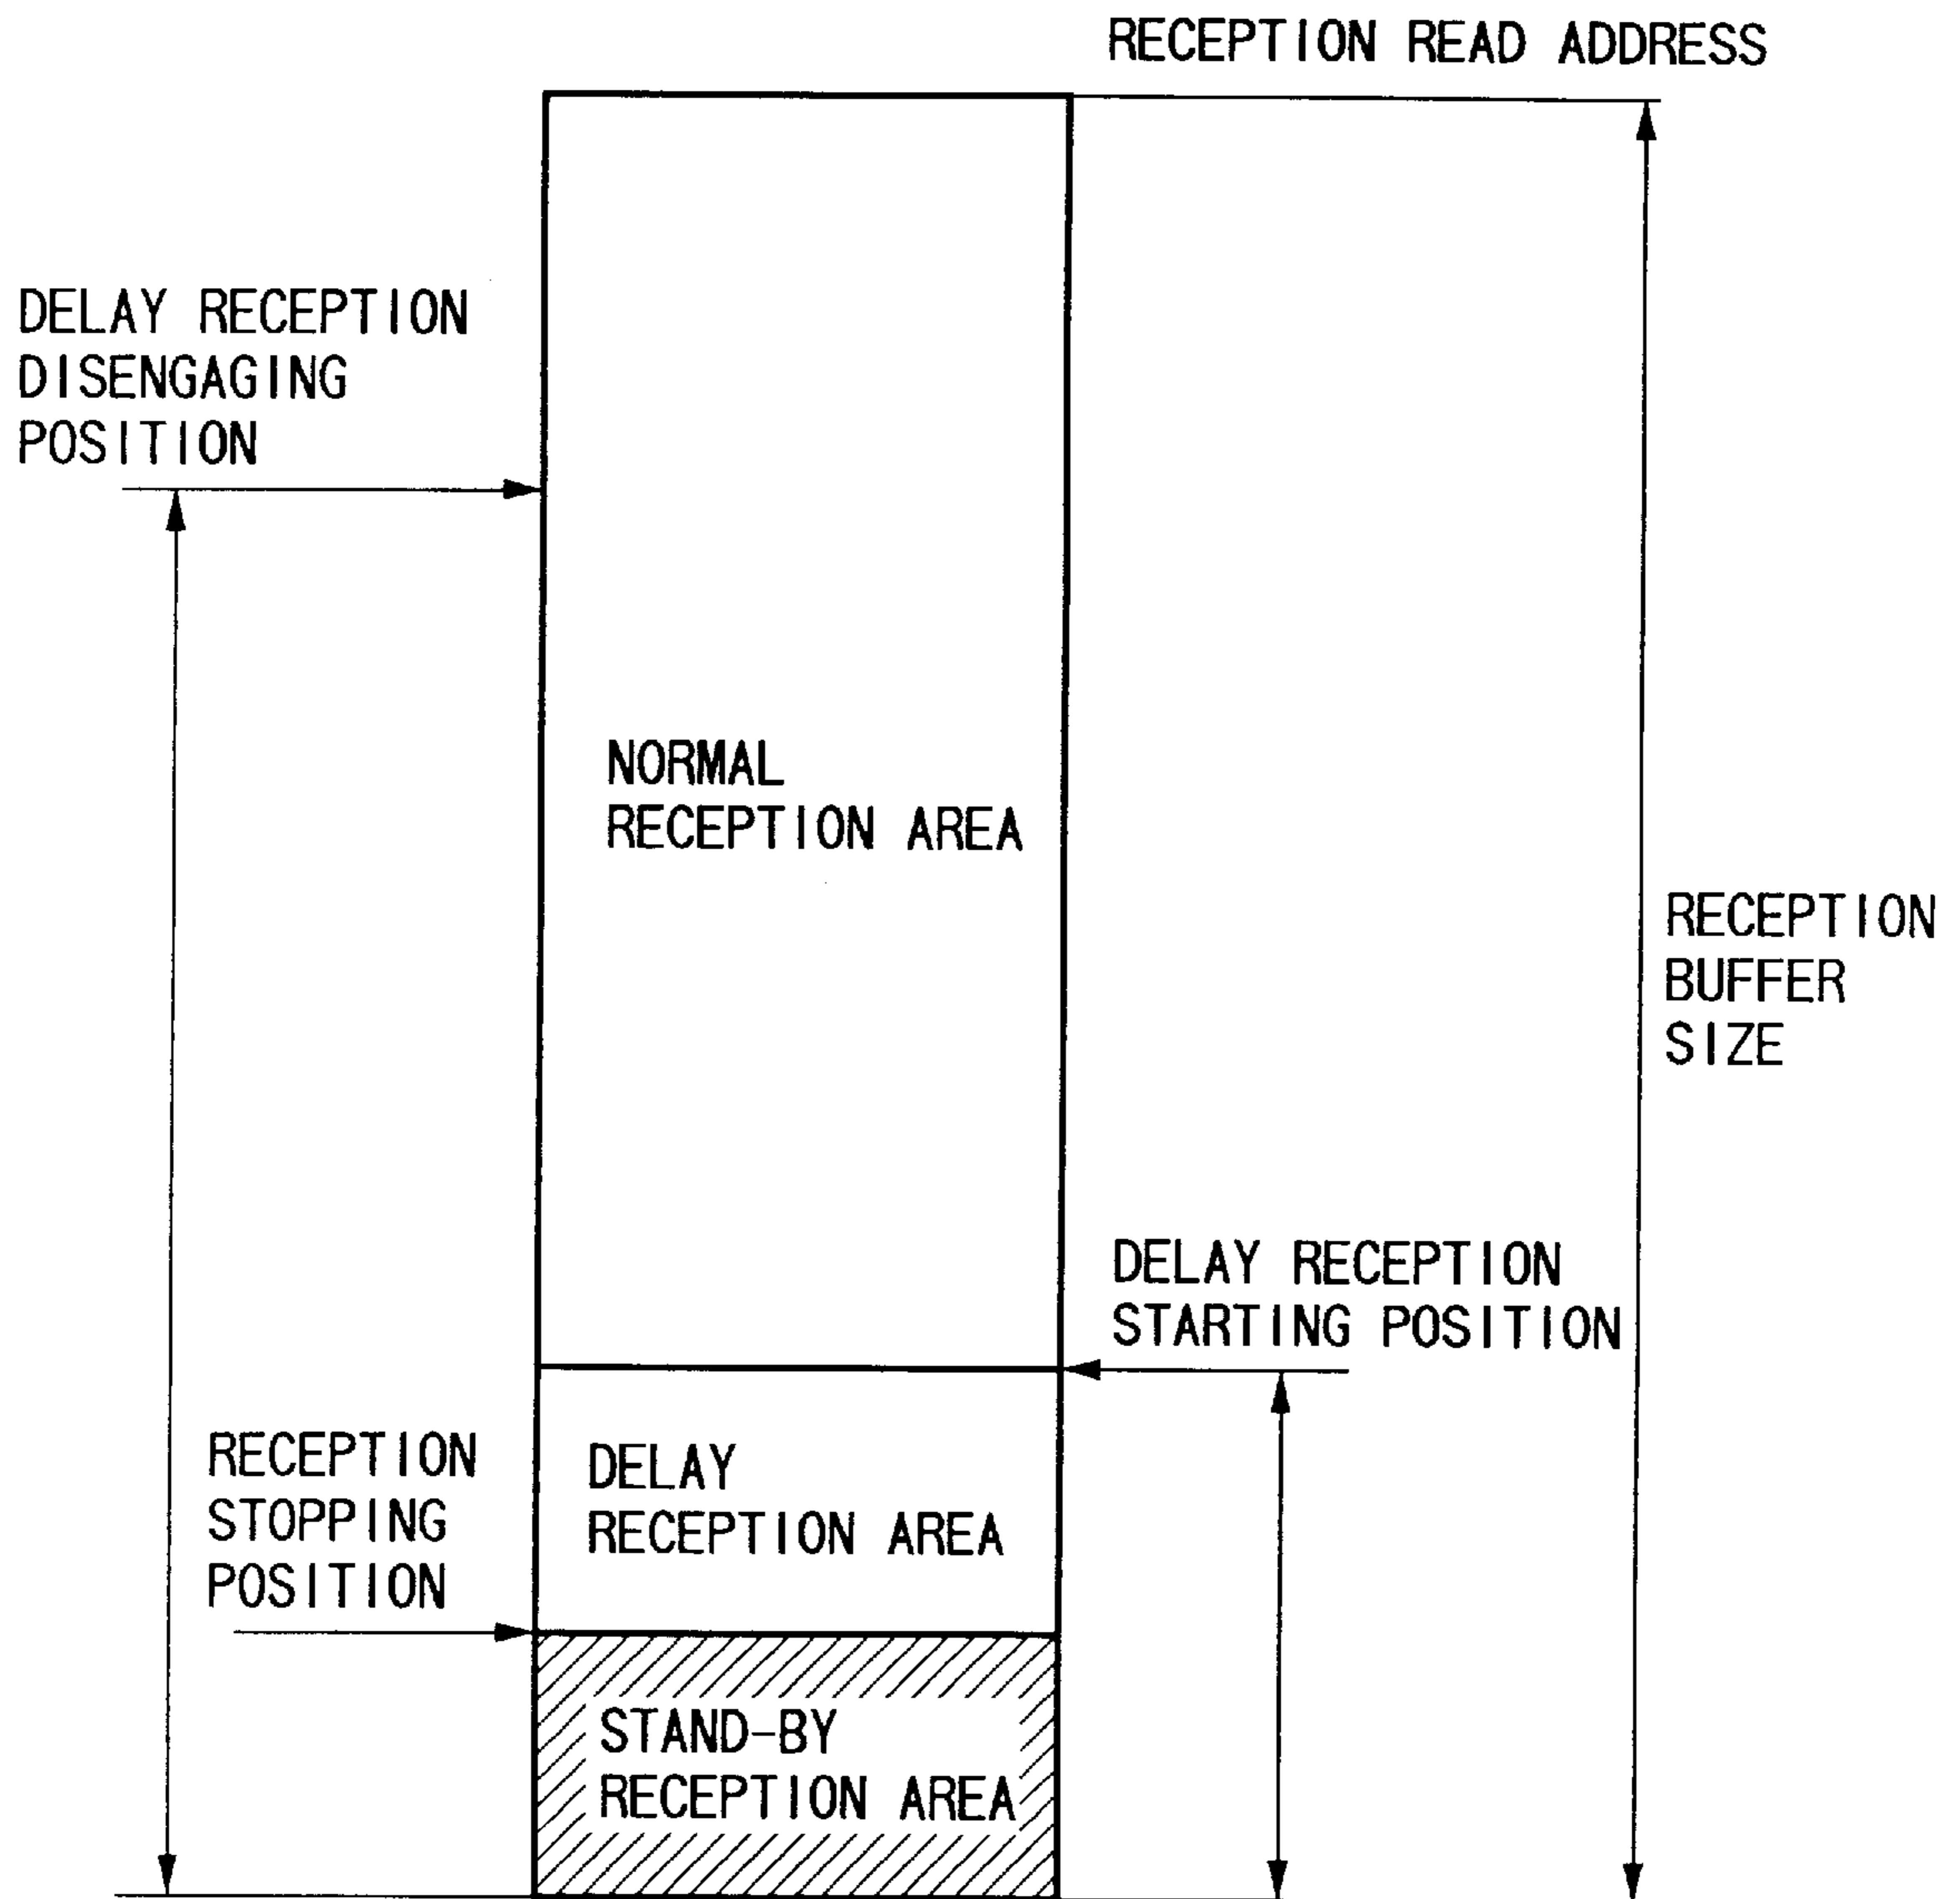 RECEPTION READ ADDRESS
DELAY RECEPTION
DISENGAGING
POSITION
NORMAL
RECEPTION AREA
RECEPTION
BUFFER
SIZE
DELAY RECEPTION
STARTING POSITION
RECEPTION
STOPPING
POSITION
DELAY
RECEPTION AREA
STAND-BY
RECEPTION AREA